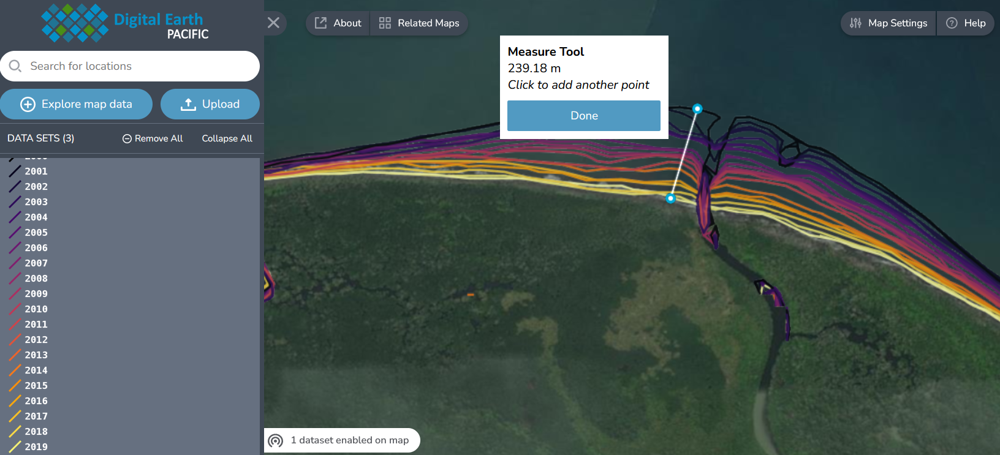 Digital Earth
PACIFIC
About
Related Maps
Map Settings
Help
Search for locations
Explore map data
Upload
DATA SETS (3)
Remove All
Collapse All
Measure Tool
239.18 m
Click to add another point
Done
2000
2001
2002
2003
2004
2005
2006
2007
2008
2009
2010
2011
2012
2013
2014
2015
2016
2017
2018
2019
1 dataset enabled on map